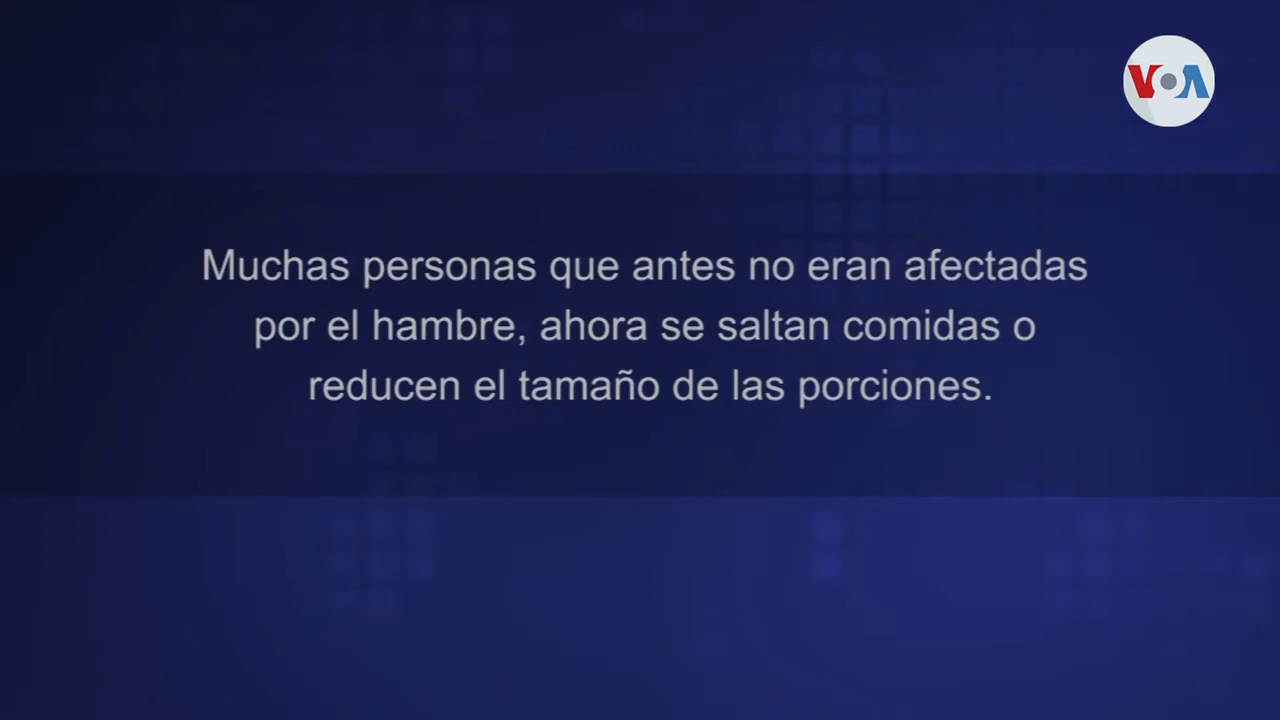 VOA
Muchas personas que antes no eran afectadas
por el hambre, ahora se saltan comidas o
reducen el tamaño de las porciones.